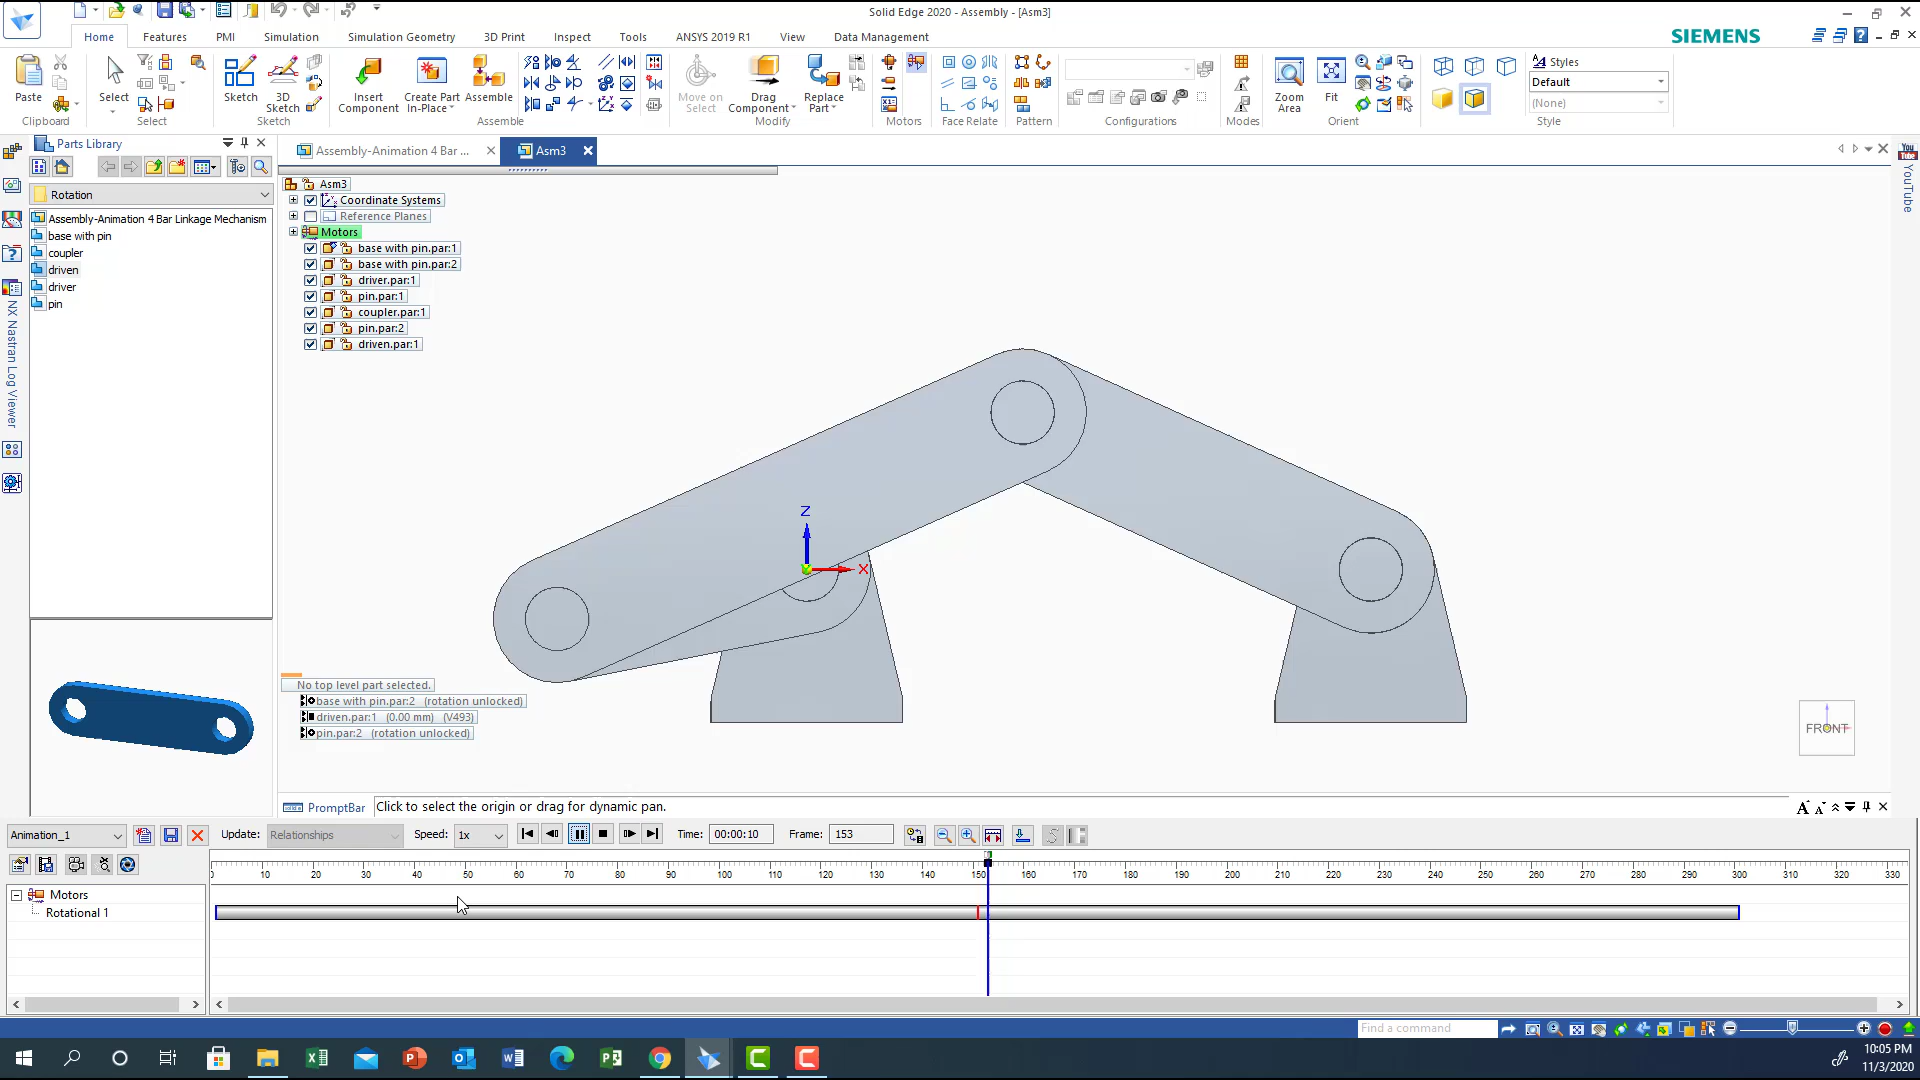 Solid Edge 2020 - Assembly - [Asm3]
Home Features PMI Simulation Simulation Geometry 3D Print Inspect Tools ANSYS 2019 R1 View Data Management SIEMENS
Paste Select Sketch 3D Sketch Insert Component Create Part In-Place Assemble Move on Select Drag Component Replace Part Zoom Area Fit Styles
Default
(None)
Clipboard Select Sketch Assemble Modify Motors Face Relate Pattern Configurations Modes Orient Style
Parts Library
Assembly-Animation 4 Bar ... Asm3
Rotation
Assembly-Animation 4 Bar Linkage Mechanism
base with pin
coupler
driven
driver
pin
NX Nastran Log Viewer
Asm3
Coordinate Systems
Reference Planes
Motors
base with pin.par:1
base with pin.par:2
driver.par:1
pin.par:1
coupler.par:1
pin.par:2
driven.par:1
You Tube
YouTube
Z
X
No top level part selected.
base with pin.par:2 (rotation unlocked)
driven.par:1 (0.00 mm) (V493)
pin.par:2 (rotation unlocked)
FRONT
PromptBar Click to select the origin or drag for dynamic pan.
Animation_1 Update: Relationships Speed: 1x Time: 00:00:10 Frame: 153
10 20 30 40 50 60 70 80 90 100 110 120 130 140 150 160 170 180 190 200 210 220 230 240 250 260 270 280 290 300 310 320 330
Motors
Rotational 1
Find a command
10:05 PM
11/3/2020